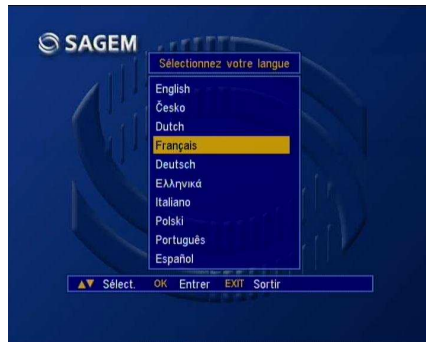 SAGEM
Sélectionnez votre langue
English
Česko
Dutch
Français
Deutsch
Ελληνικά
Italiano
Polski
Português
Español
▲▼ Sélect. OK Entrer EXIT Sortir